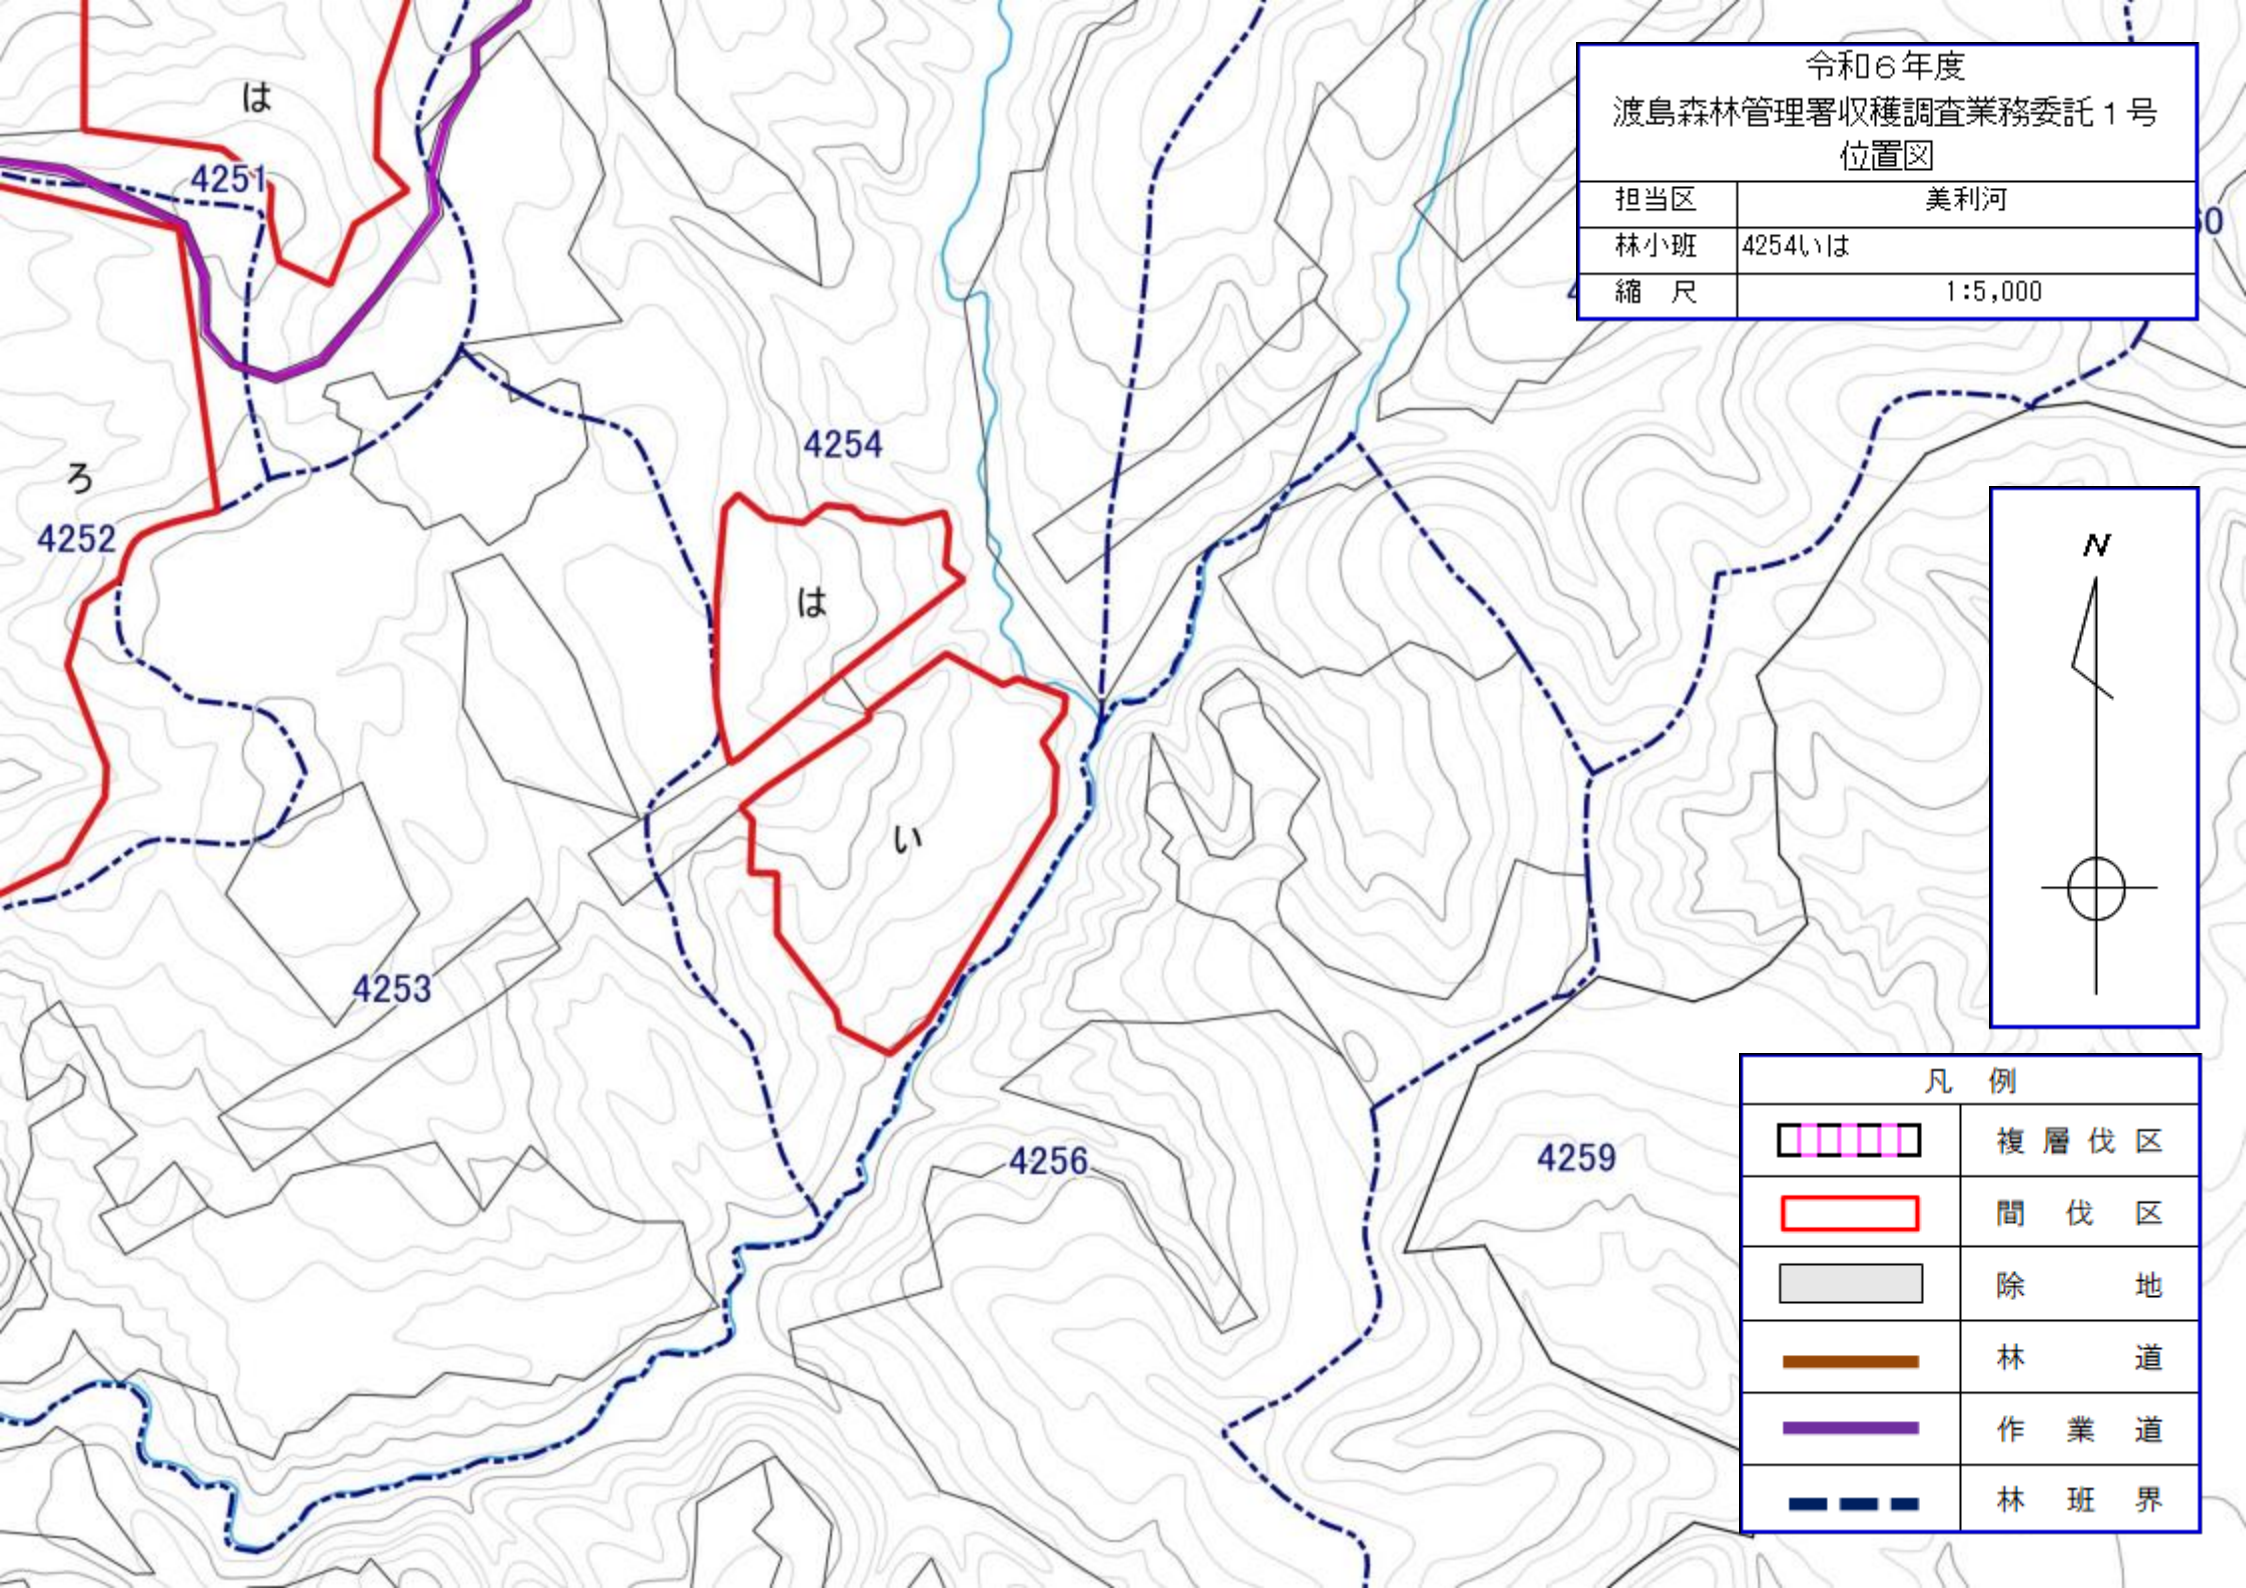 令和６年度
渡島森林管理署収穫調査業務委託１号
位置図
担当区 美利河
林小班 4254いは
縮 尺 1:5,000
は
4251
4254
ろ
4252
は
い
4253
4256
4259
N
凡 例
複層伐区
間伐区
除地
林道
作業道
林班界